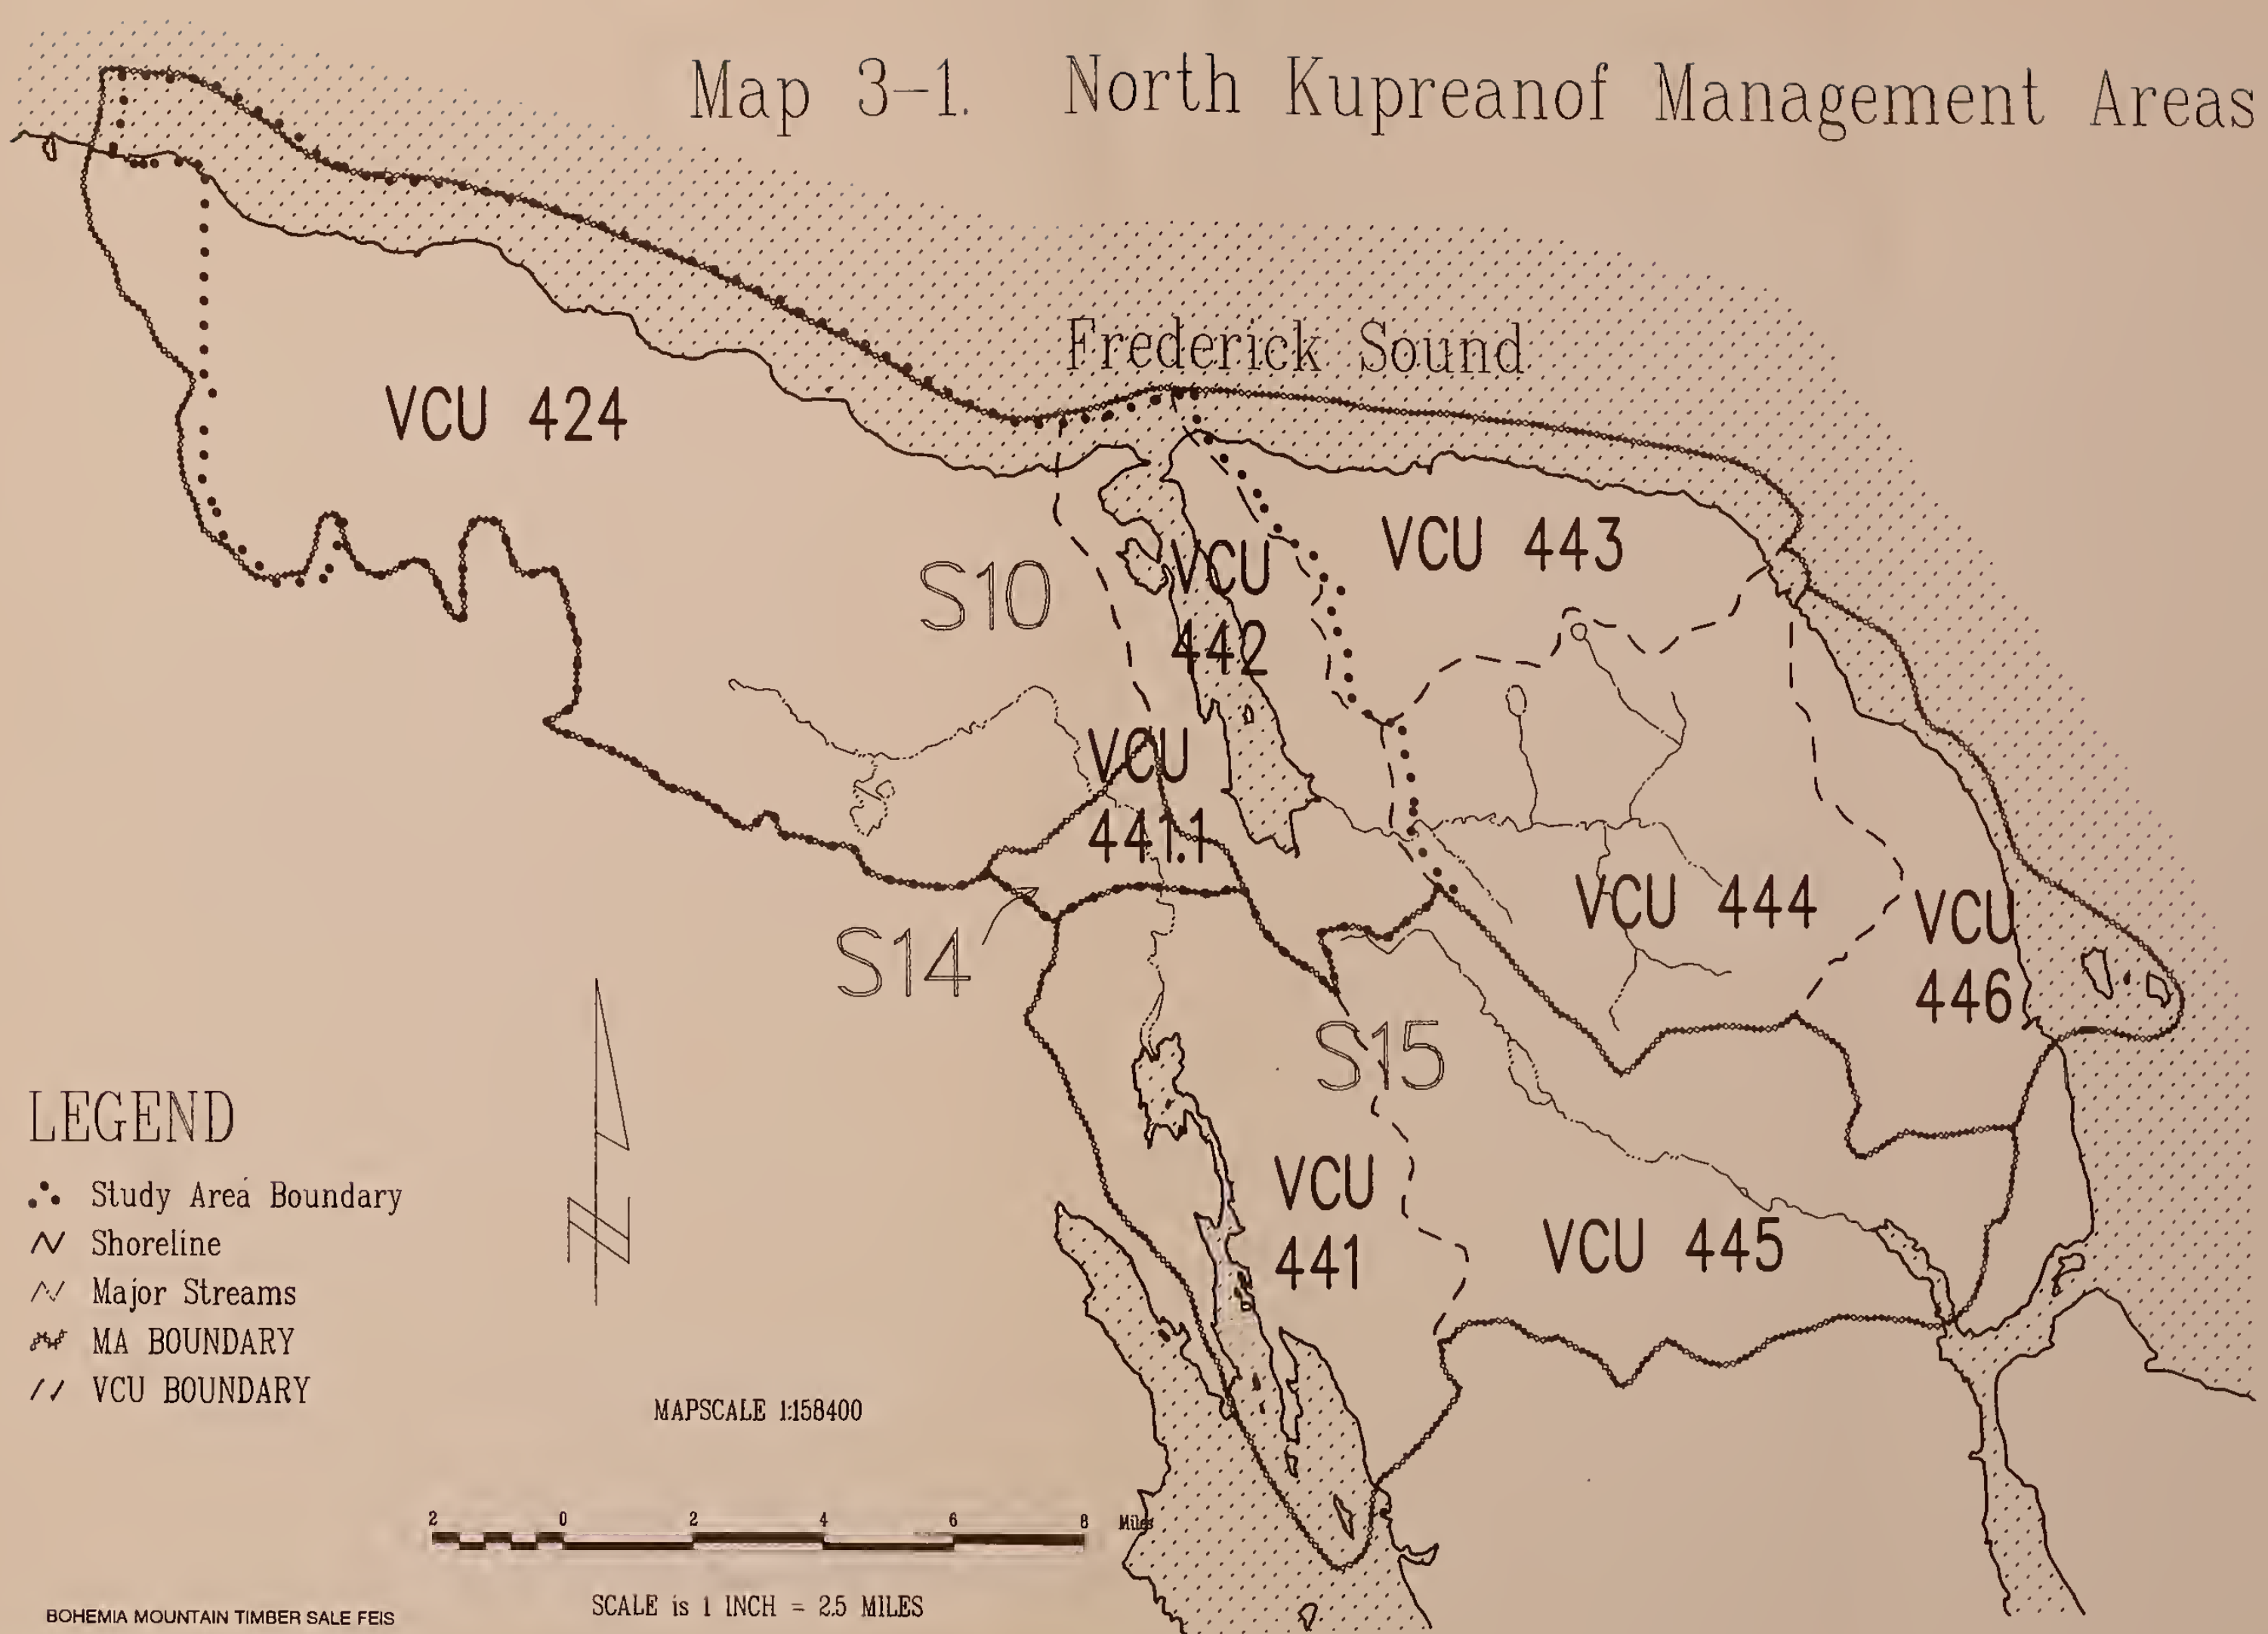 Map 3-1. North Kupreanof Management Areas
Frederick Sound
VCU 424
VCU 443
S10
VCU
442
VCU
441.1
VCU 444
VCU
446
S14
S15
VCU
441
VCU 445
LEGEND
Study Area Boundary
Shoreline
Major Streams
MA BOUNDARY
VCU BOUNDARY
N
MAPSCALE 1:158400
2 0 2 4 6 8 Miles
SCALE is 1 INCH = 2.5 MILES
BOHEMIA MOUNTAIN TIMBER SALE FEIS